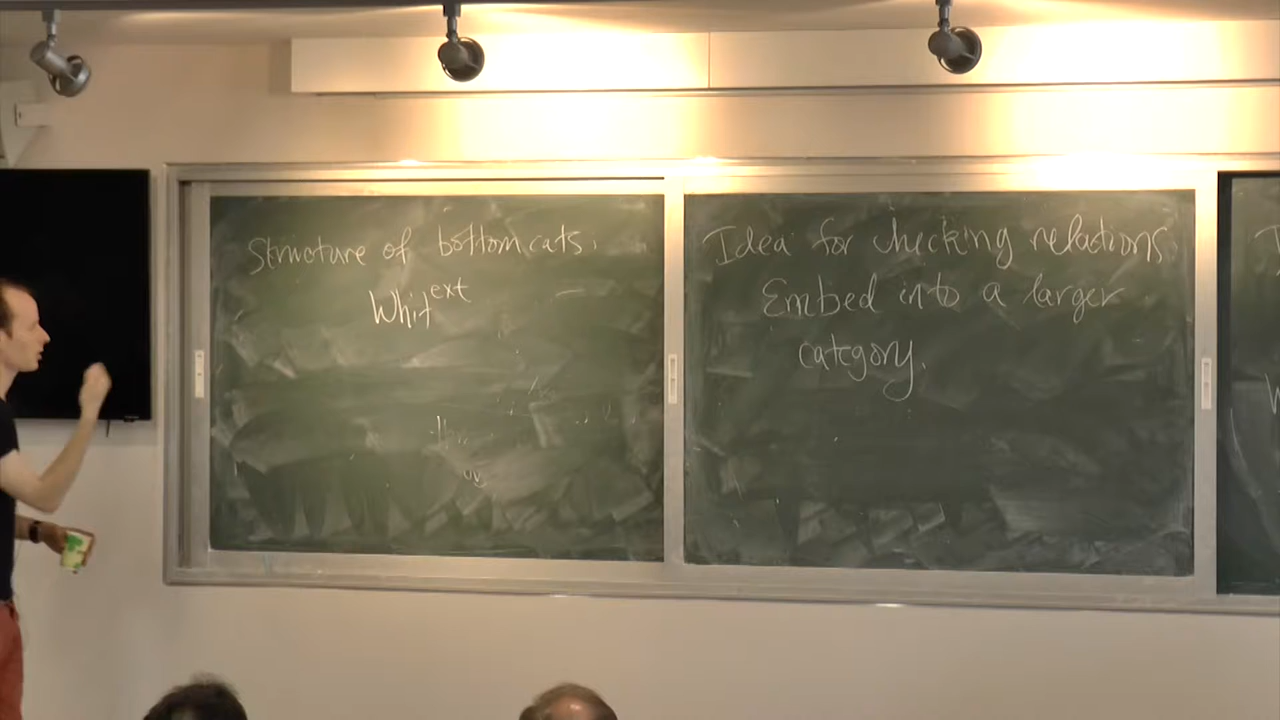 Structure of bottom cats.
Whit^ext
Idea for checking relations.
Embed into a larger
category.